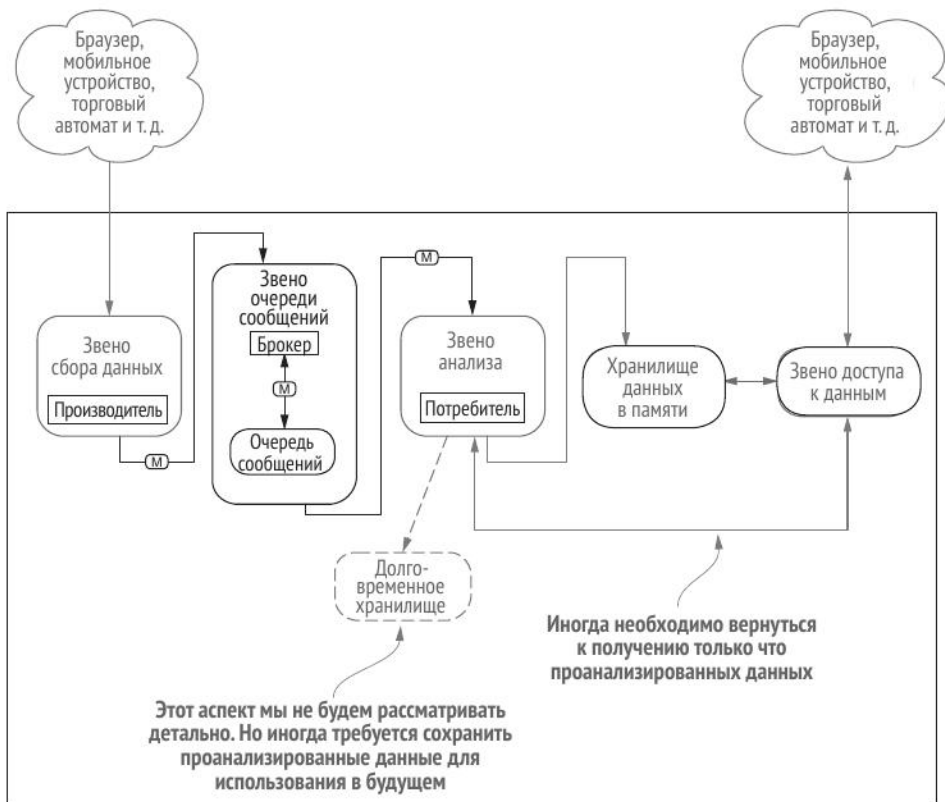 Браузер,
мобильное
устройство,
торговый
автомат и т. д.
Браузер,
мобильное
устройство,
торговый
автомат и т. д.
Звено
сбора данных
Производитель
М
Звено
очереди
сообщений
Брокер
М
Очередь
сообщений
М
Звено
анализа
Потребитель
Хранилище
данных
в памяти
Звено доступа
к данным
Долго-
временное
хранилище
Иногда необходимо вернуться
к получению только что
проанализированных данных
Этот аспект мы не будем рассматривать
детально. Но иногда требуется сохранить
проанализированные данные для
использования в будущем